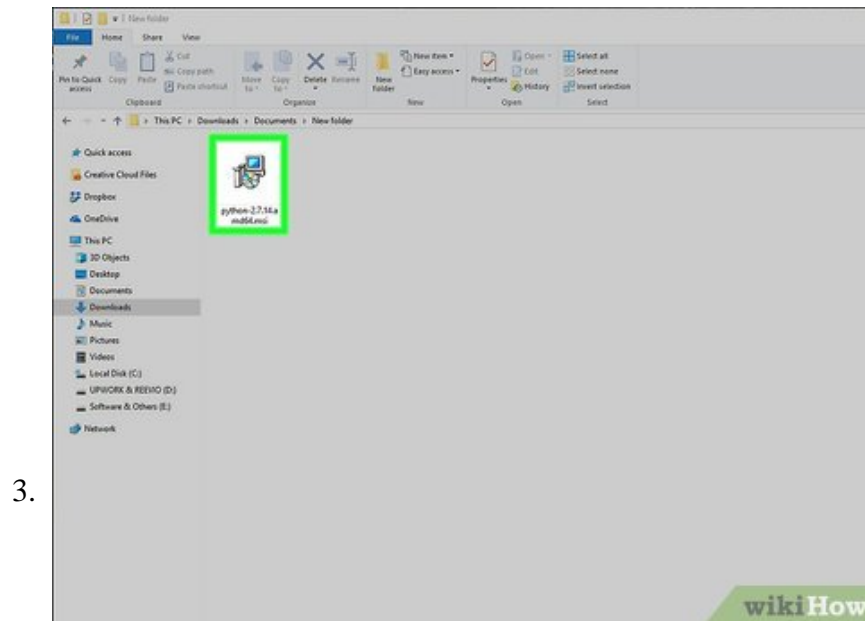 New folder
File Home Share View
Pin to Quick access
Copy
Paste
Cut
Copy path
Paste shortcut
Move to
Copy to
Delete
Rename
New folder
New item
Easy access
Properties
Open
Edit
History
Select all
Select none
Invert selection
Clipboard Organize New Open Select
This PC > Downloads > Documents > New folder
Quick access
Creative Cloud Files
Dropbox
OneDrive
This PC
3D Objects
Desktop
Documents
Downloads
Music
Pictures
Videos
Local Disk (C:)
UPWORK & REEVIO (D:)
Software & Others (E:)
Network
python-2.7.14.a
md64.msi
3.
wikiHow